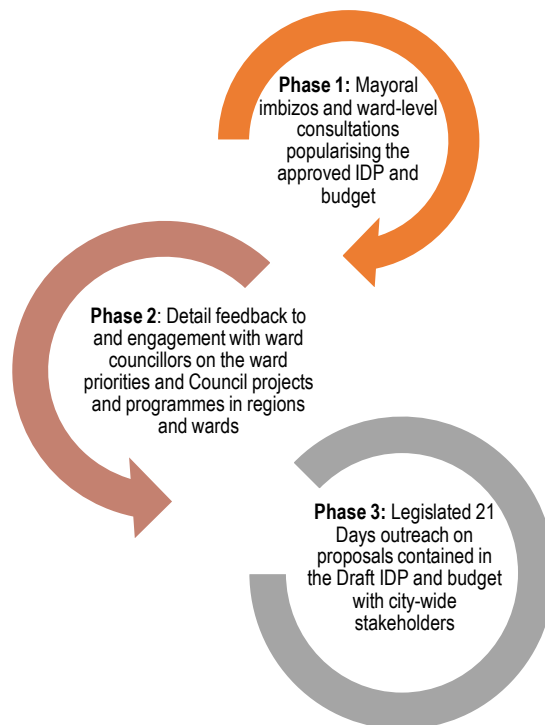 Phase 1: Mayoral
imbizos and ward-level
consultations
popularising the
approved IDP and
budget
Phase 2: Detail feedback to
and engagement with ward
councillors on the ward
priorities and Council projects
and programmes in regions
and wards
Phase 3: Legislated 21
Days outreach on
proposals contained in
the Draft IDP and budget
with city-wide
stakeholders